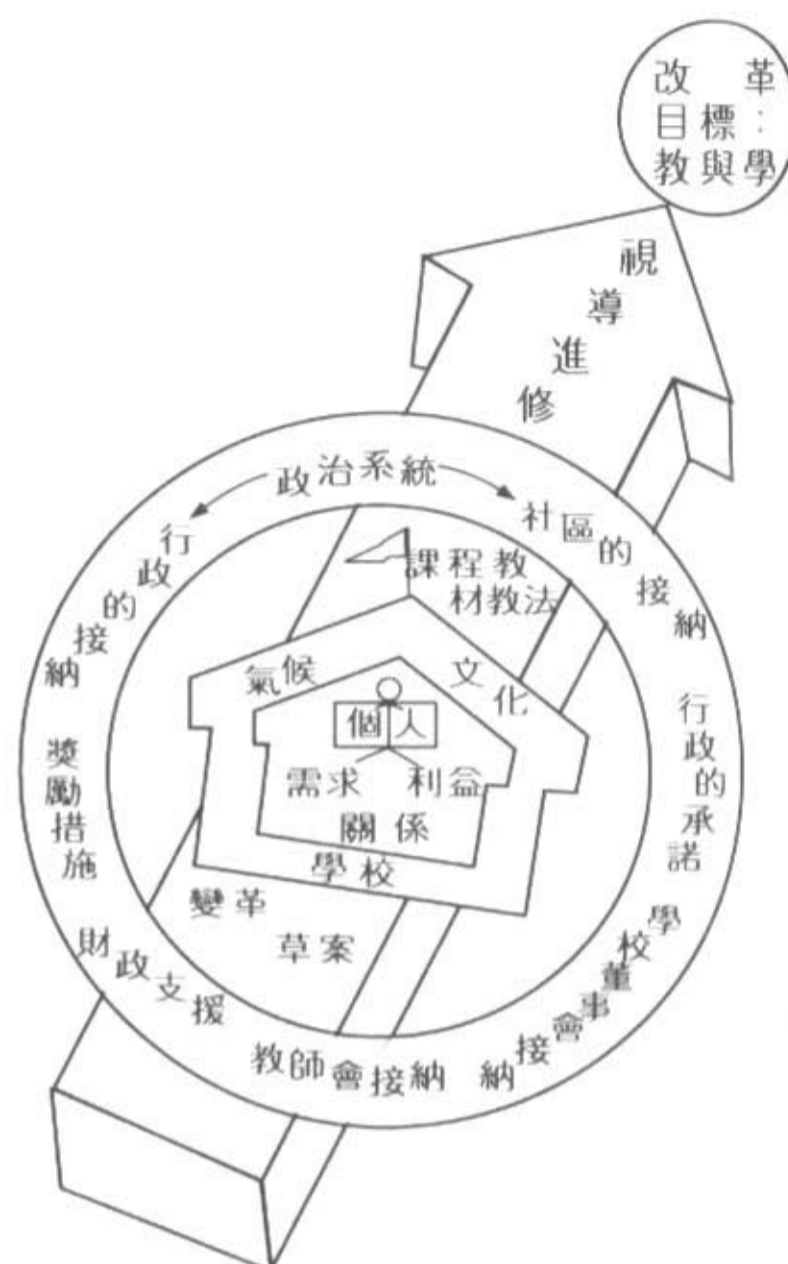 改革
目標：
教與學
視導進修
政治系統
社區的接納
行政的承諾
學校董事會接納
教師會接納
財政支援
獎勵措施
行政的接納
課程教
材教法
氣候
文化
個人
需求 利益
關係
學校
變革
草案